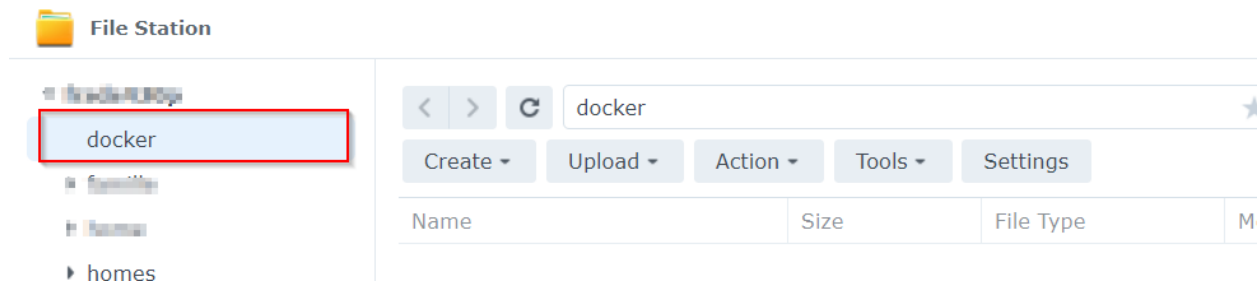 File Station
docker
homes
docker
Create
Upload
Action
Tools
Settings
Name
Size
File Type